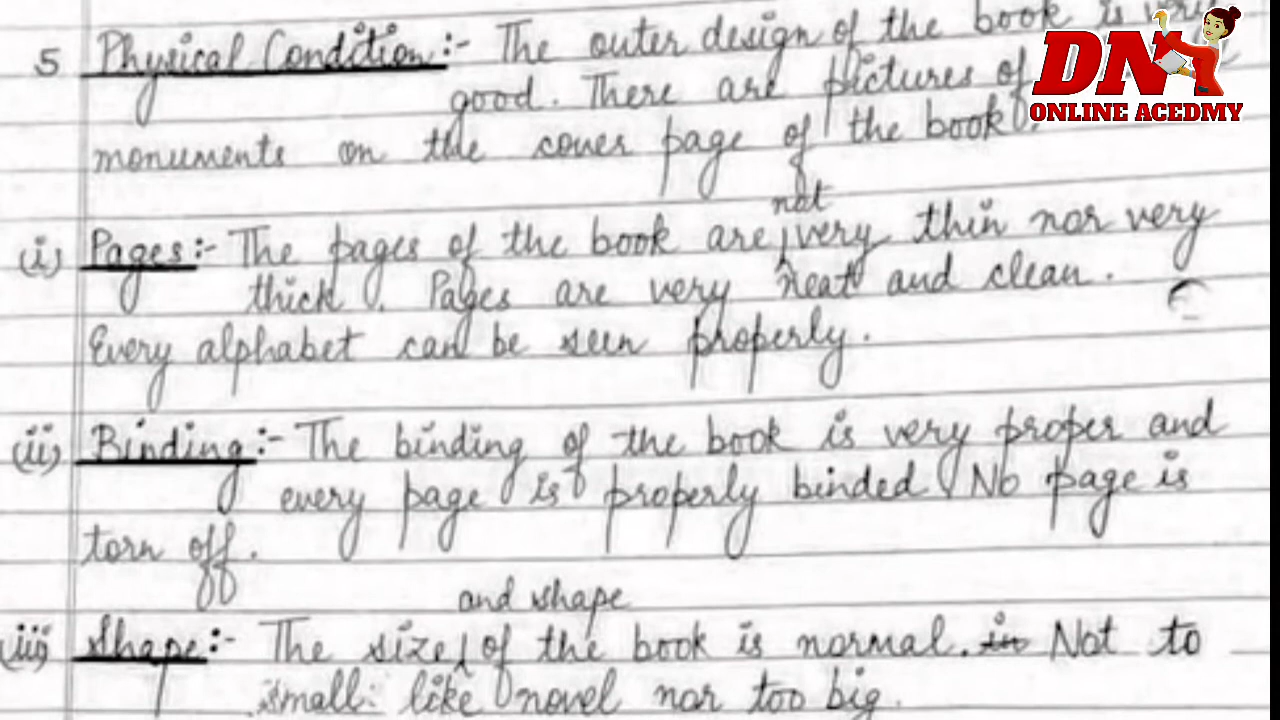 5 Physical Condition :- The outer design of the book is very
good. There are pictures of
monuments on the cover page of the book.
(i) Pages :- The pages of the book are not very thin nor very
thick. Pages are very neat and clean.
Every alphabet can be seen properly.
(ii) Binding :- The binding of the book is very proper and
every page is properly binded. No page is
torn off.
(iii) Shape :- The size and shape of the book is normal. in Not to
small like novel nor too big.
DN
ONLINE ACEDMY